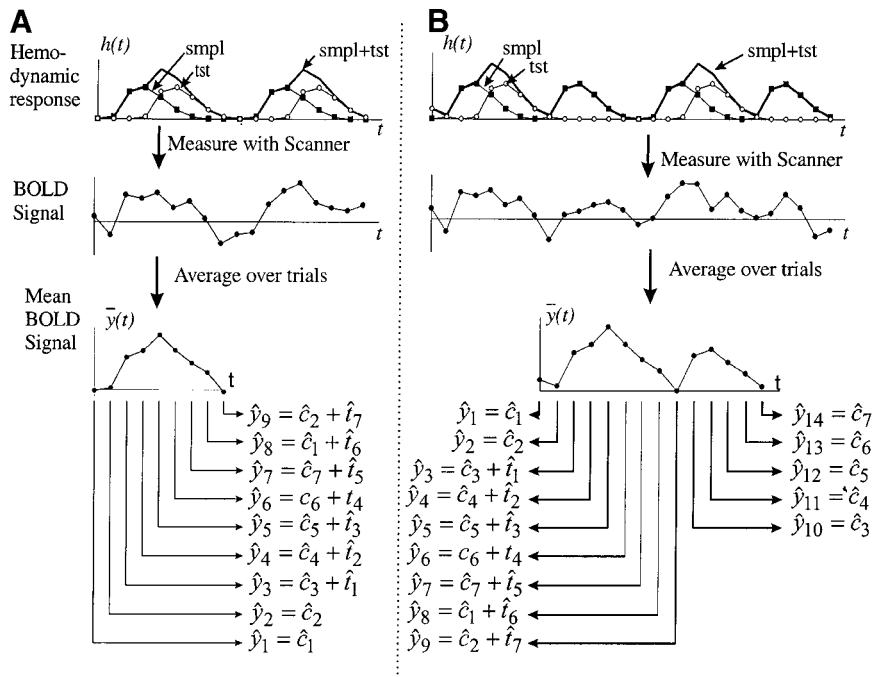 A
Hemo-
dynamic
response
h(t)
smpl
tst
smpl+tst
t
Measure with Scanner
BOLD
Signal
t
Average over trials
Mean
BOLD
Signal
ȳ(t)
t
ŷ₉ = ĉ₂ + t̂₇
ŷ₈ = ĉ₁ + t̂₆
ŷ₇ = ĉ₇ + t̂₅
ŷ₆ = c₆ + t₄
ŷ₅ = ĉ₅ + t̂₃
ŷ₄ = ĉ₄ + t̂₂
ŷ₃ = ĉ₃ + t̂₁
ŷ₂ = ĉ₂
ŷ₁ = ĉ₁
B
h(t)
smpl
tst
smpl+tst
t
Measure with Scanner
t
Average over trials
ȳ(t)
t
ŷ₁ = ĉ₁
ŷ₂ = ĉ₂
ŷ₃ = ĉ₃ + t̂₁
ŷ₄ = ĉ₄ + t̂₂
ŷ₅ = ĉ₅ + t̂₃
ŷ₆ = c₆ + t₄
ŷ₇ = ĉ₇ + t̂₅
ŷ₈ = ĉ₁ + t̂₆
ŷ₉ = ĉ₂ + t̂₇
ŷ₁₄ = ĉ₇
ŷ₁₃ = ĉ₆
ŷ₁₂ = ĉ₅
ŷ₁₁ = ĉ₄
ŷ₁₀ = ĉ₃